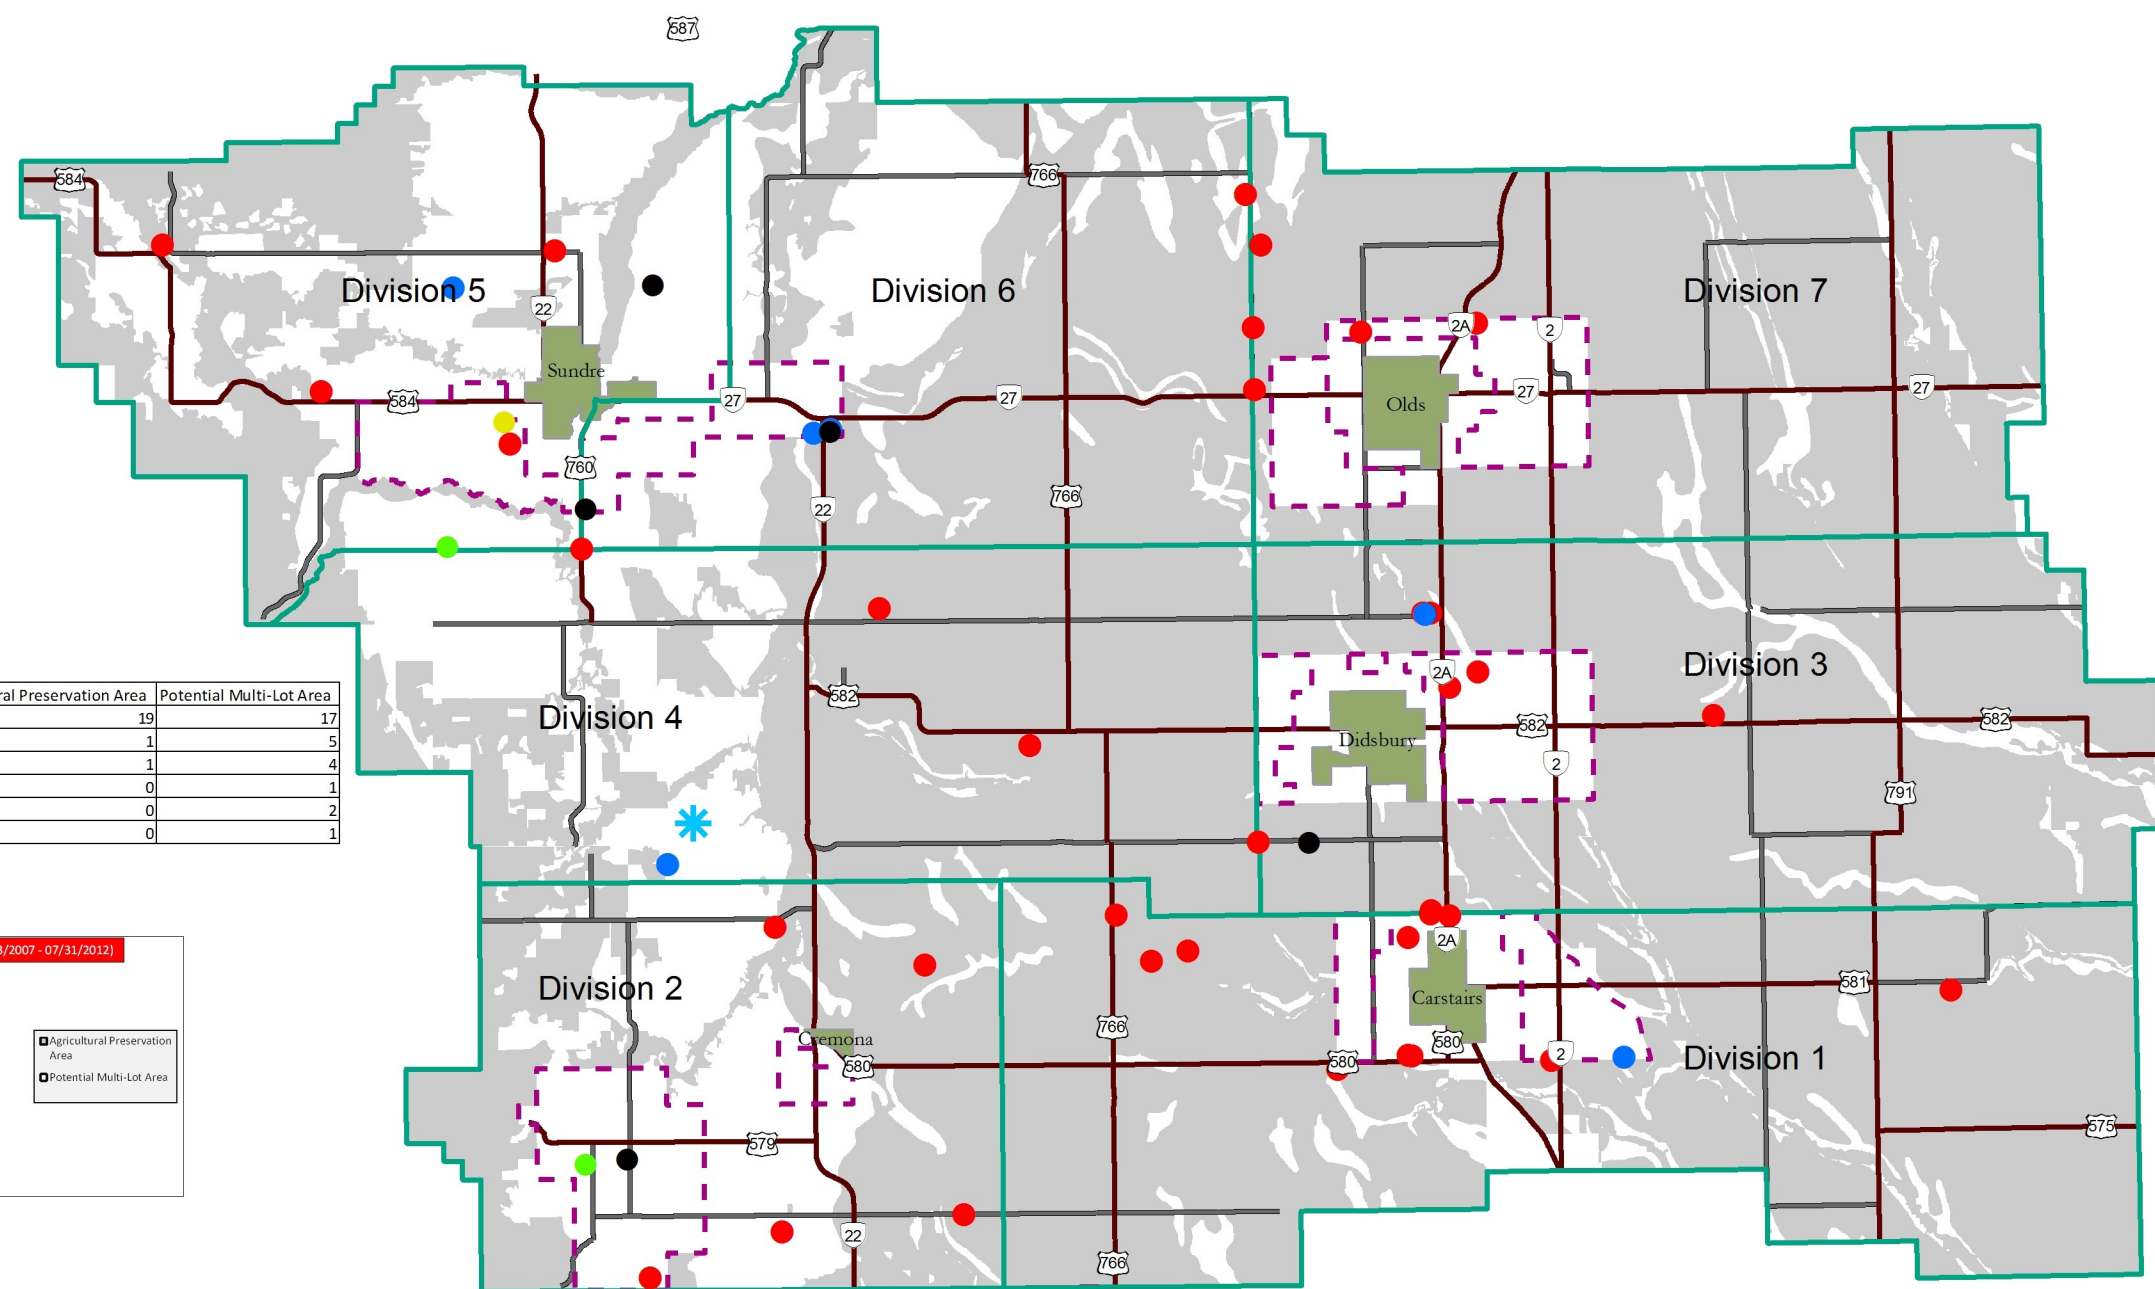 587
584
766
Division 5
Division 6
Division 7
22
2A
2
Sundre
584
27
27
Olds
27
27
760
22
766
Division 3
2A
582
Division 4
582
582
Didsbury
2
791
ral Preservation Area Potential Multi-Lot Area
19 17
1 5
1 4
0 1
0 2
0 1
3/2007 - 07/31/2012)
2A
Division 2
581
Carstairs
766
Cremona
580
580
580
2
Division 1
Agricultural Preservation
Area
Potential Multi-Lot Area
575
579
22
766